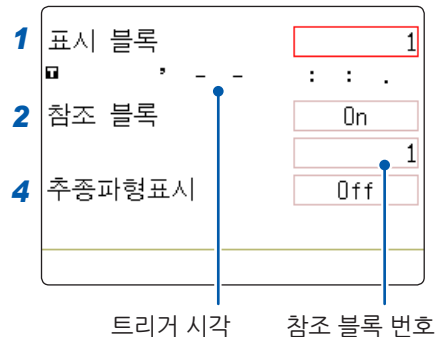 1 표시 블록 1
T ' - - : : .
2 참조 블록 On
1
4 추종파형표시 Off
트리거 시각 참조 블록 번호